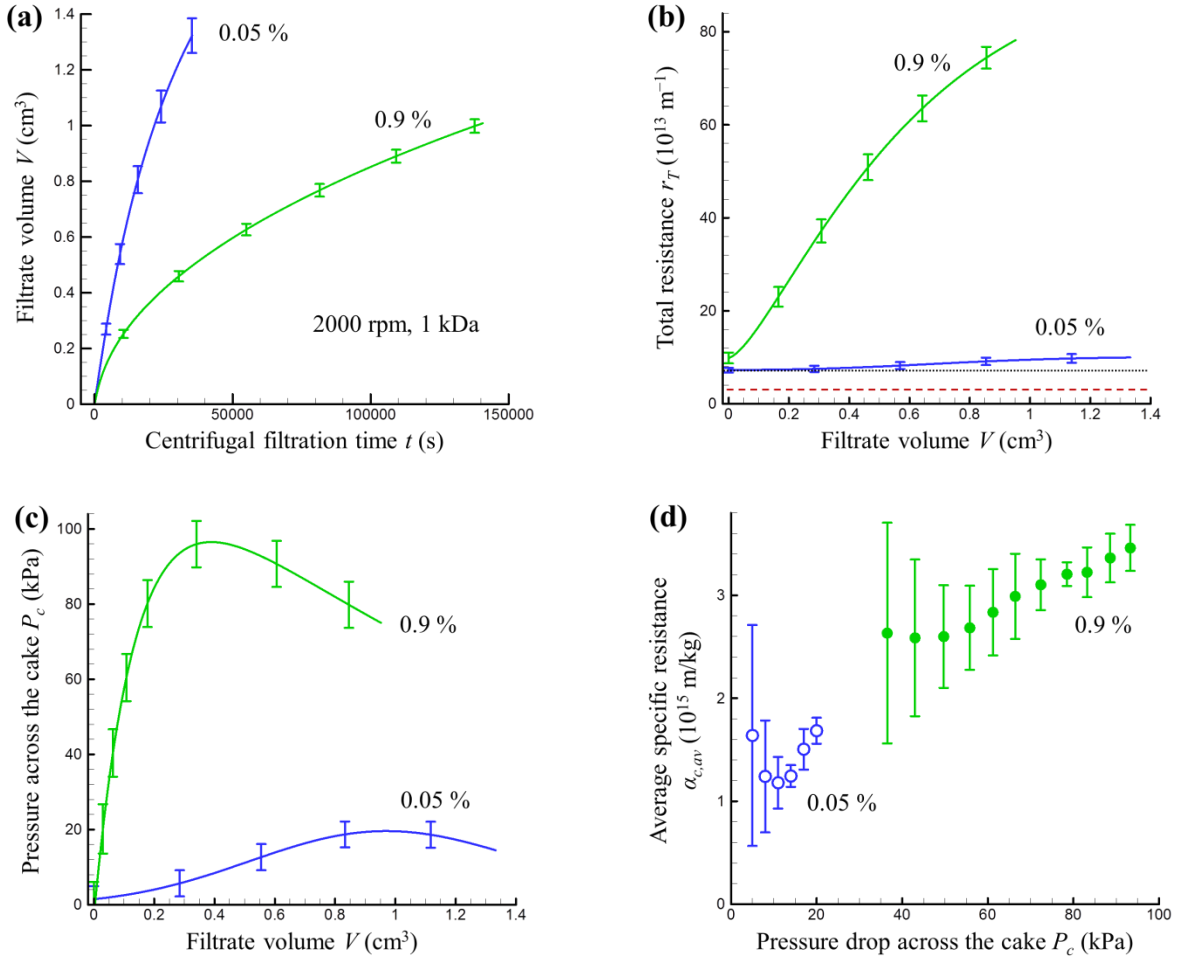 (a)
1.4
1.2
1
0.8
0.6
0.4
0.2
0
Filtrate volume V (cm³)
0.05 %
0.9 %
2000 rpm, 1 kDa
0 50000 100000 150000
Centrifugal filtration time t (s)
(b)
80
60
40
20
0
Total resistance r_T (10¹³ m⁻¹)
0.9 %
0.05 %
0 0.2 0.4 0.6 0.8 1 1.2 1.4
Filtrate volume V (cm³)
(c)
100
80
60
40
20
0
Pressure across the cake P_c (kPa)
0.9 %
0.05 %
0 0.2 0.4 0.6 0.8 1 1.2 1.4
Filtrate volume V (cm³)
(d)
3
2
1
0
Average specific resistance
α_c,av (10¹⁵ m/kg)
0.9 %
0.05 %
0 20 40 60 80 100
Pressure drop across the cake P_c (kPa)